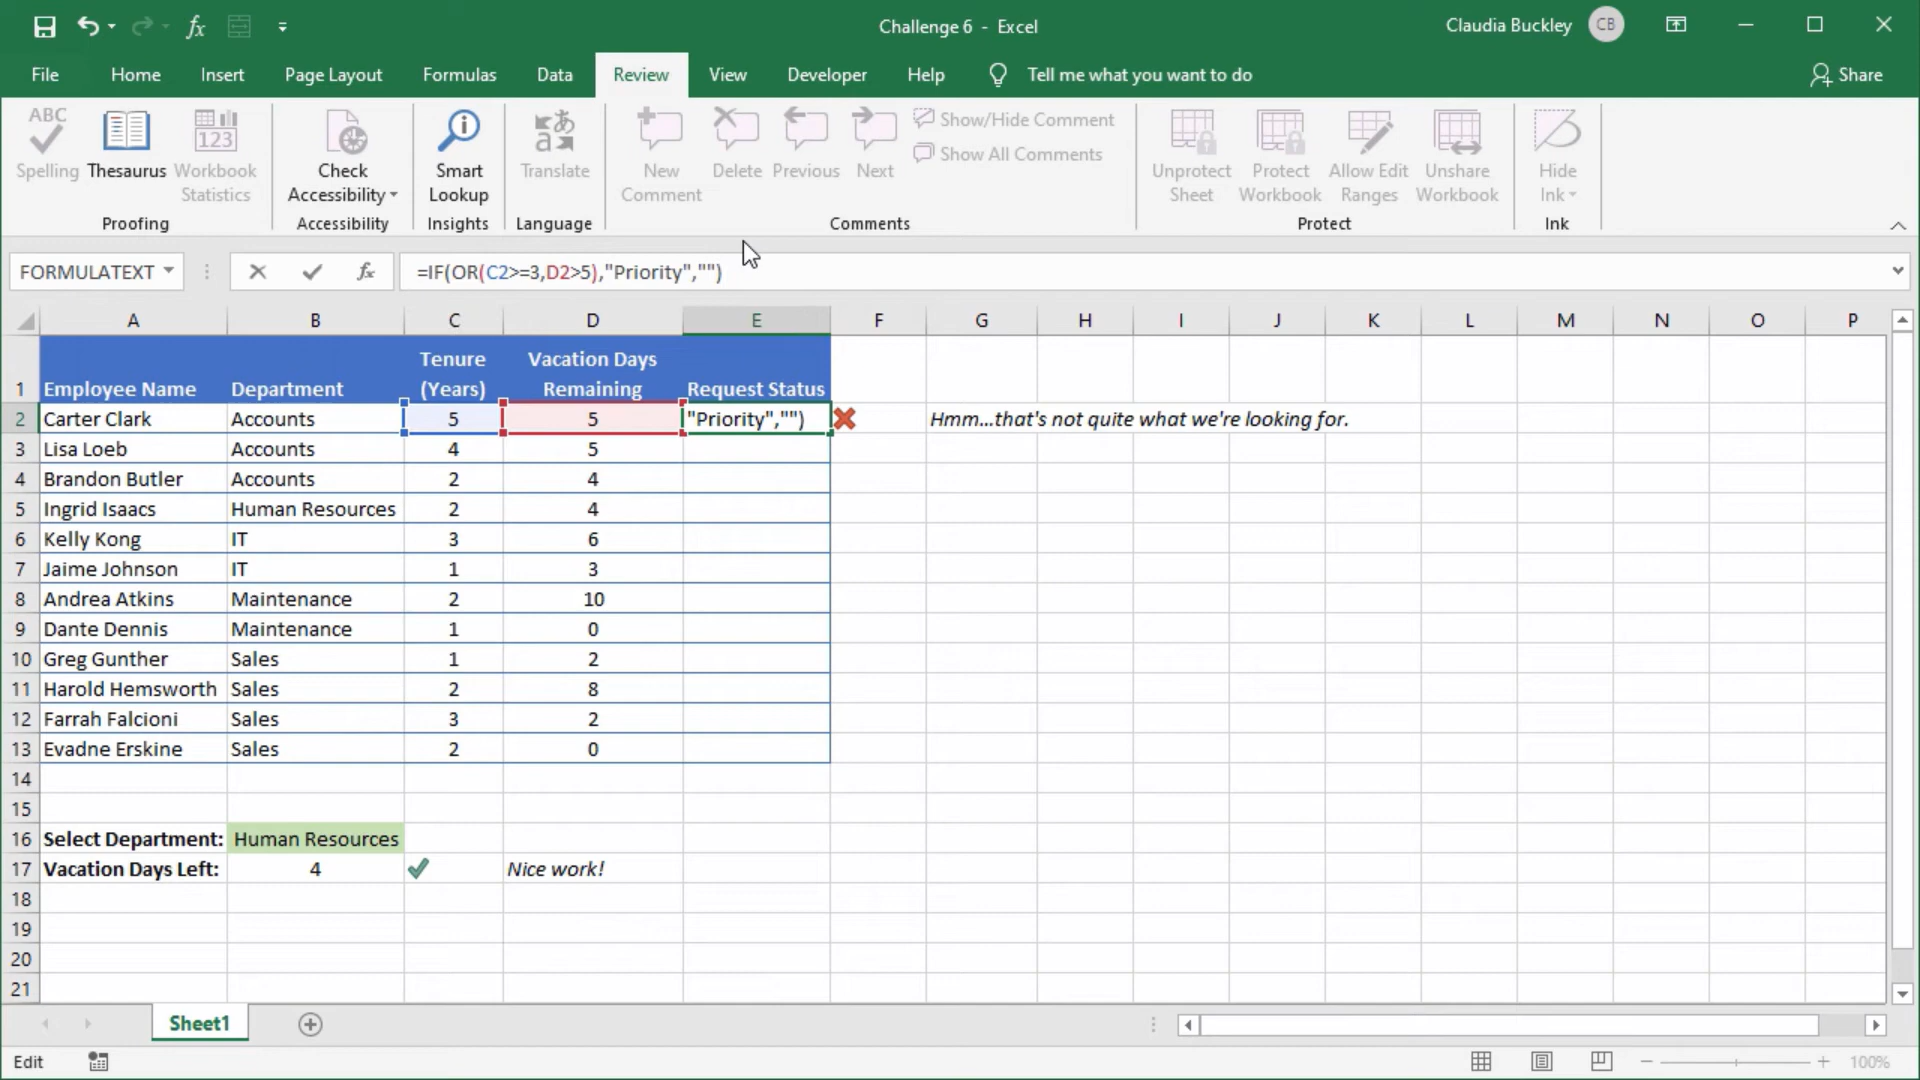 Challenge 6 - Excel
Claudia Buckley
CB
File Home Insert Page Layout Formulas Data Review View Developer Help Tell me what you want to do Share
ABC
123
Spelling Thesaurus Workbook Statistics
Check Accessibility
Smart Lookup
Translate
New Comment
Delete Previous Next
Show/Hide Comment
Show All Comments
Unprotect Sheet
Protect Workbook
Allow Edit Ranges
Unshare Workbook
Hide Ink
Proofing Accessibility Insights Language Comments Protect Ink
FORMULATEXT fx =IF(OR(C2>=3,D2>5),"Priority","")
A B C D E F G H I J K L M N O P
1 Employee Name Department Tenure (Years) Vacation Days Remaining Request Status
2 Carter Clark Accounts 5 5 "Priority","") Hmm...that's not quite what we're looking for.
3 Lisa Loeb Accounts 4 5
4 Brandon Butler Accounts 2 4
5 Ingrid Isaacs Human Resources 2 4
6 Kelly Kong IT 3 6
7 Jaime Johnson IT 1 3
8 Andrea Atkins Maintenance 2 10
9 Dante Dennis Maintenance 1 0
10 Greg Gunther Sales 1 2
11 Harold Hemsworth Sales 2 8
12 Farrah Falcioni Sales 3 2
13 Evadne Erskine Sales 2 0
14
15
16 Select Department: Human Resources
17 Vacation Days Left: 4 Nice work!
18
19
20
21
Sheet1
Edit 100%